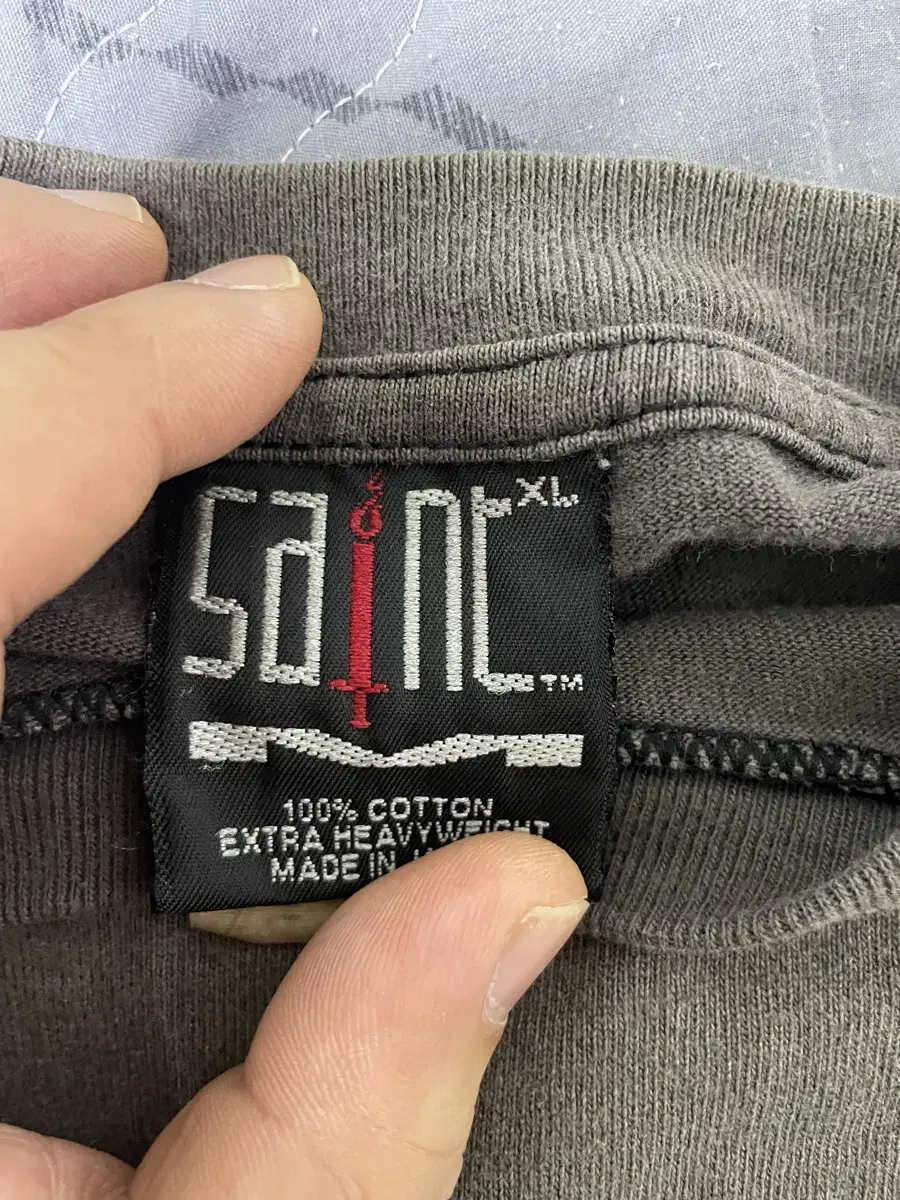 saint XL
TM
100% COTTON
EXTRA HEAVYWEIGHT
MADE IN